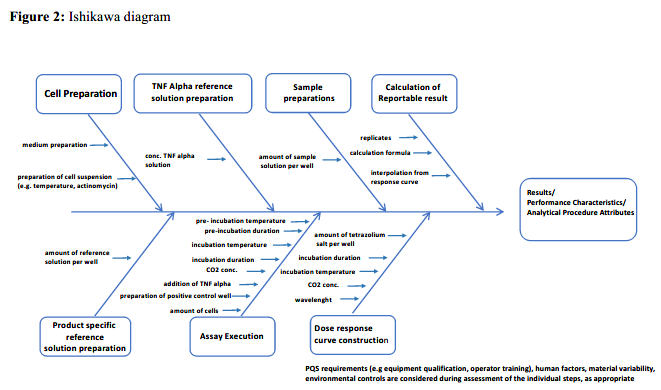 Figure 2: Ishikawa diagram
Cell Preparation
TNF Alpha reference
solution preparation
Sample
preparations
Calculation of
Reportable result
medium preparation
preparation of cell suspension
(e.g. temperature, actinomycin)
conc. TNF alpha
solution
amount of sample
solution per well
replicates
calculation formula
interpolation from
response curve
Results/
Performance Characteristics/
Analytical Procedure Attributes
amount of reference
solution per well
pre- incubation temperature
pre-incubation duration
incubation temperature
incubation duration
CO2 conc.
addition of TNF alpha
preparation of positive control well
amount of cells
amount of tetrazolium
salt per well
incubation duration
incubation temperature
CO2 conc.
wavelenght
Product specific
reference
solution preparation
Assay Execution
Dose response
curve construction
PQS requirements (e.g equipment qualification, operator training), human factors, material variability,
environmental controls are considered during assessment of the individual steps, as appropriate